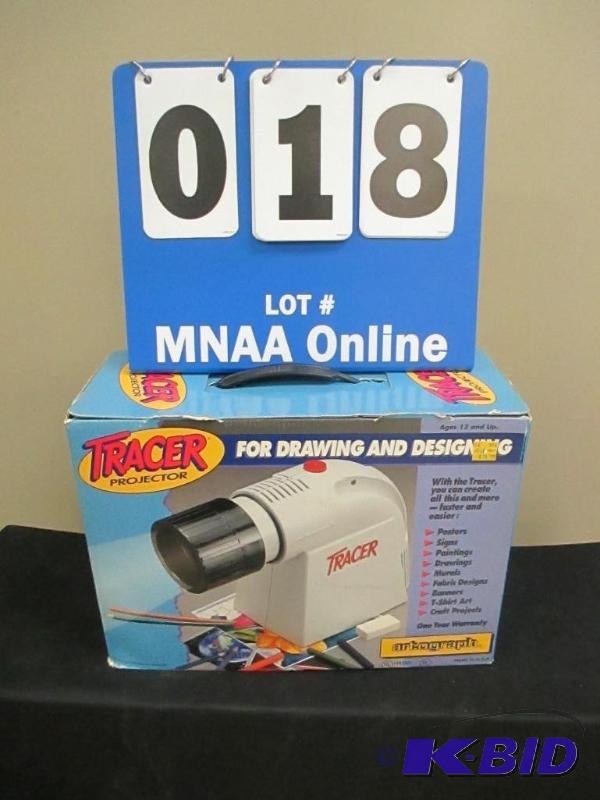 018
LOT #
MNAA Online
TRACER
PROJECTOR
TRACER
Ages 12 and Up.
TRACER
PROJECTOR
FOR DRAWING AND DESIGNING
With the Tracer,
you can create
all this and more
— faster and
easier:
Posters
Signs
Paintings
Drawings
Murals
Fabric Designs
Banners
T-Shirt Art
Craft Projects
One Year Warranty
TRACER
artograph
K-BID